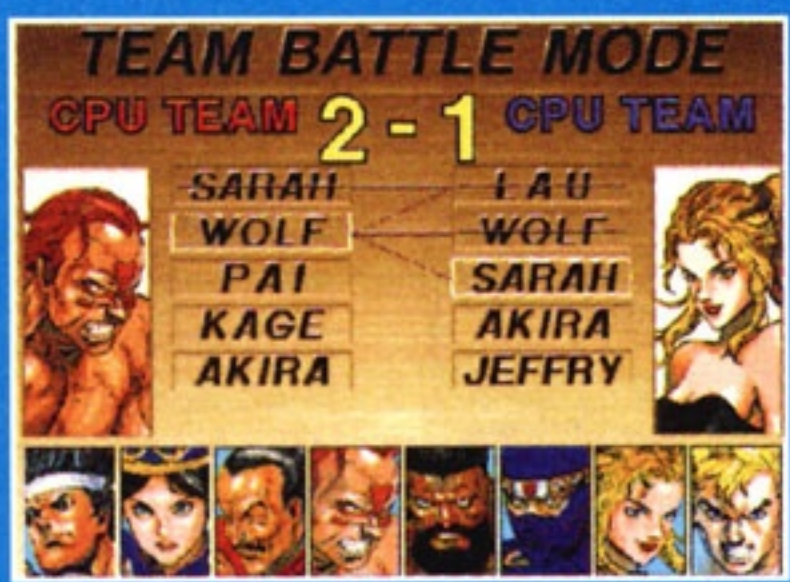 TEAM BATTLE MODE
CPU TEAM 2 - 1 CPU TEAM
SARAH LAU
WOLF WOLF
PAI SARAH
KAGE AKIRA
AKIRA JEFFRY